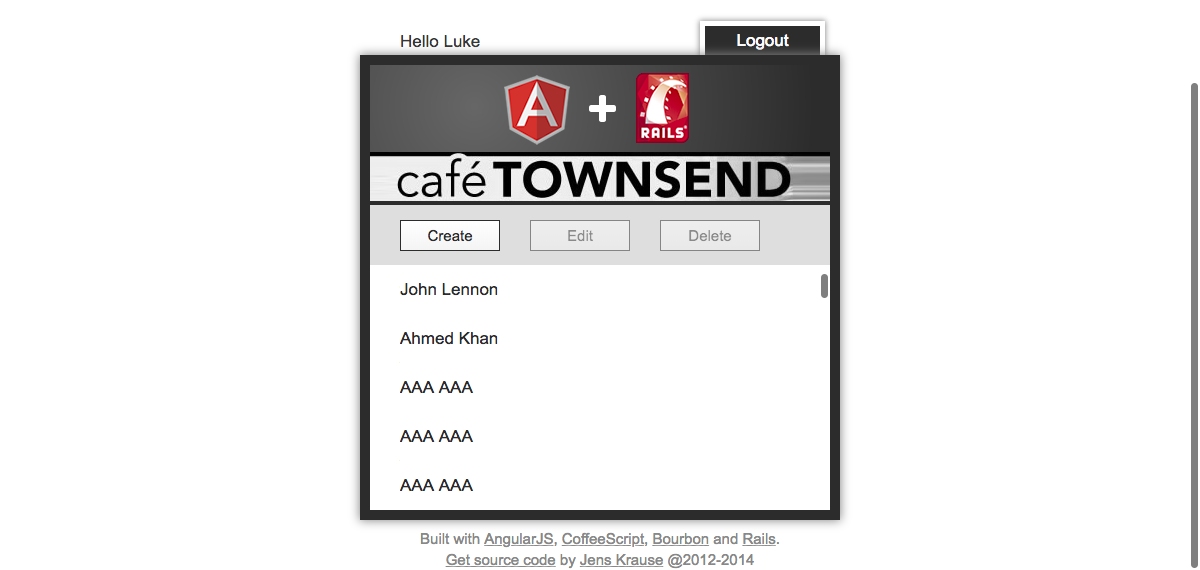 Hello Luke
Logout
A
+
RAILS
café TOWNSEND
Create
Edit
Delete
John Lennon
Ahmed Khan
AAA AAA
AAA AAA
AAA AAA
Built with AngularJS, CoffeeScript, Bourbon and Rails.
Get source code by Jens Krause @2012-2014